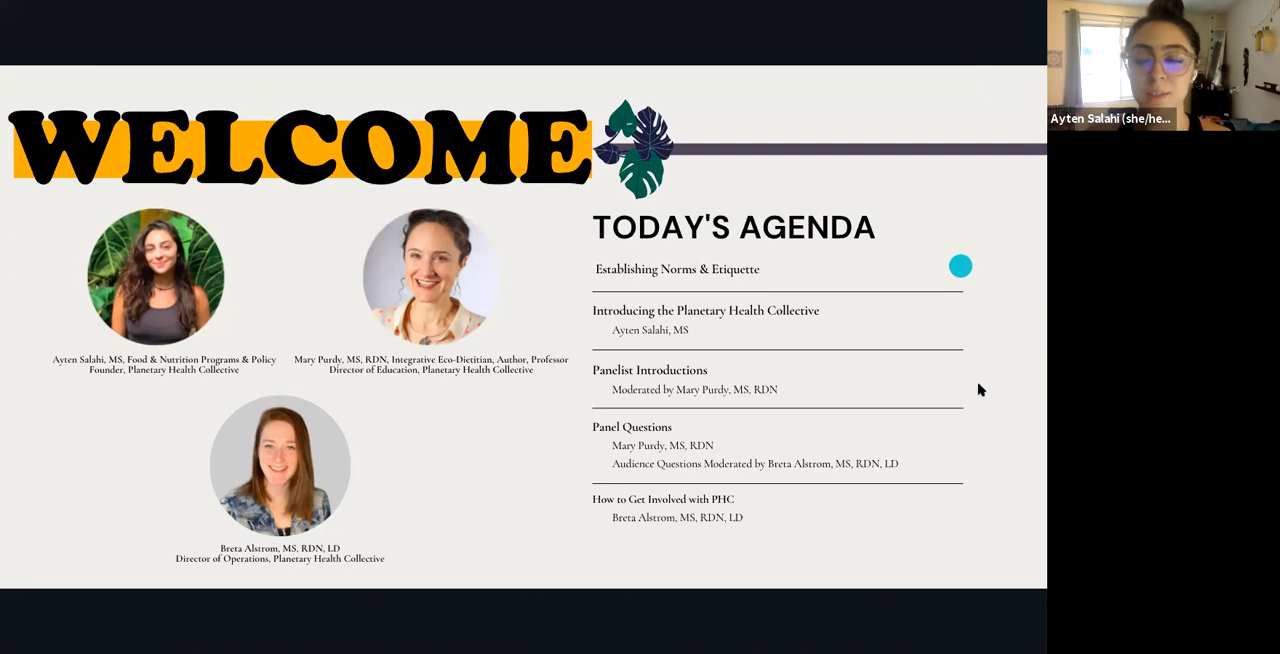 WELCOME
Ayten Salahi, MS, Food & Nutrition Programs & Policy
Founder, Planetary Health Collective
Mary Purdy, MS, RDN, Integrative Eco-Dietitian, Author, Professor
Director of Education, Planetary Health Collective
Breta Alstrom, MS, RDN, LD
Director of Operations, Planetary Health Collective
TODAY'S AGENDA
Establishing Norms & Etiquette
Introducing the Planetary Health Collective
Ayten Salahi, MS
Panelist Introductions
Moderated by Mary Purdy, MS, RDN
Panel Questions
Mary Purdy, MS, RDN
Audience Questions Moderated by Breta Alstrom, MS, RDN, LD
How to Get Involved with PHC
Breta Alstrom, MS, RDN, LD
Ayten Salahi (she/he...